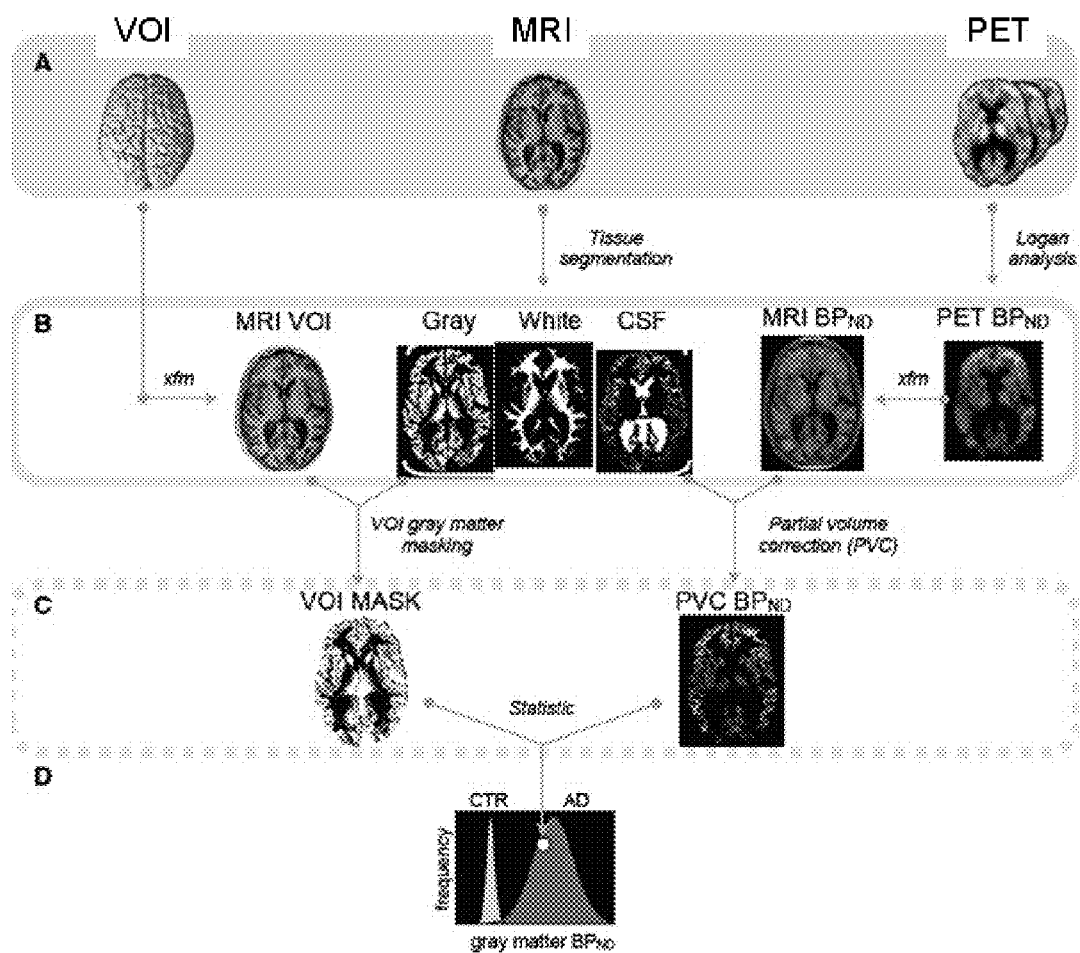 VOI
MRI
PET
A
Tissue
segmentation
Logan
analysis
B
MRI VOI
Gray
White
CSF
MRI BPND
PET BPND
xfm
xfm
VOI gray matter
masking
Partial volume
correction (PVC)
C
VOI MASK
PVC BPND
Statistic
D
CTR
AD
frequency
gray matter BPND